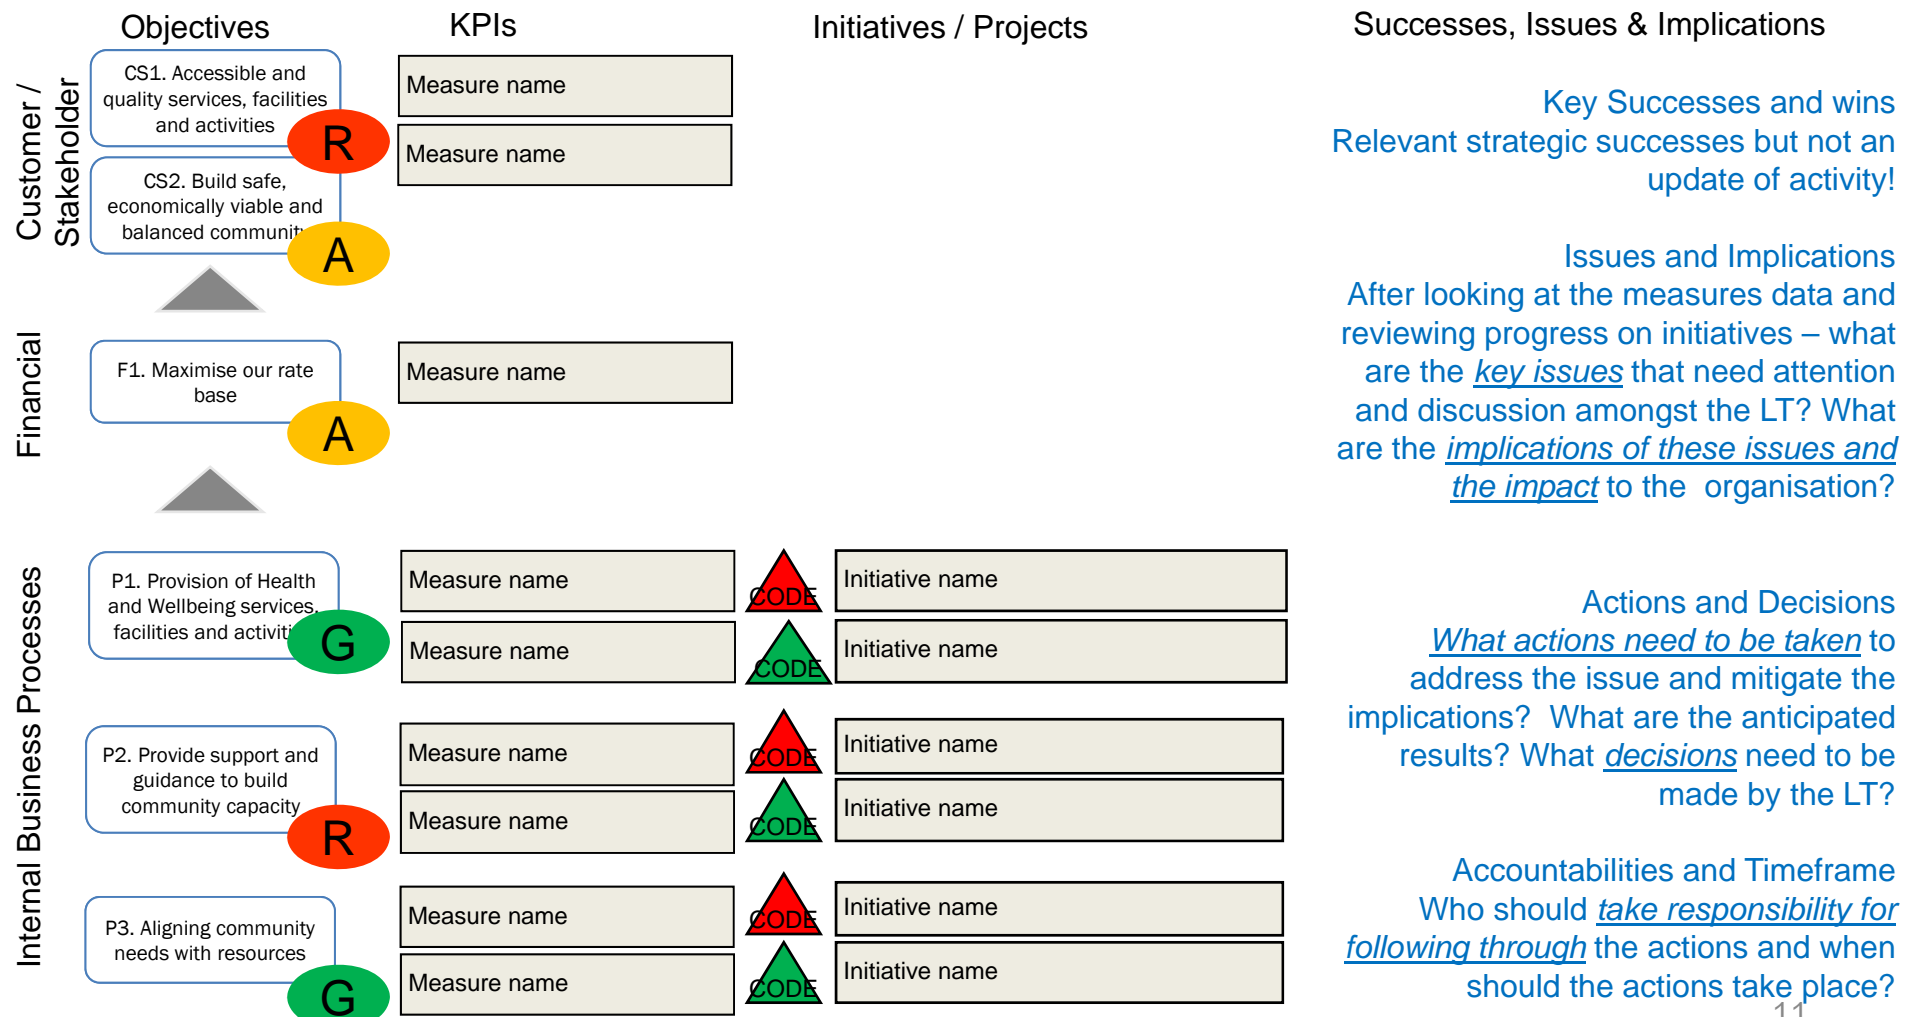 Objectives
KPIs
Initiatives / Projects
Successes, Issues & Implications
Customer /
Stakeholder
CS1. Accessible and
quality services, facilities
and activities
R
CS2. Build safe,
economically viable and
balanced community
A
Measure name
Measure name
Financial
F1. Maximise our rate
base
A
Measure name
Internal Business Processes
P1. Provision of Health
and Wellbeing services,
facilities and activiti
G
Measure name
CODE
Initiative name
Measure name
CODE
Initiative name
P2. Provide support and
guidance to build
community capacity
R
Measure name
CODE
Initiative name
Measure name
CODE
Initiative name
P3. Aligning community
needs with resources
G
Measure name
CODE
Initiative name
Measure name
CODE
Initiative name
Key Successes and wins
Relevant strategic successes but not an
update of activity!
Issues and Implications
After looking at the measures data and
reviewing progress on initiatives – what
are the key issues that need attention
and discussion amongst the LT? What
are the implications of these issues and
the impact to the organisation?
Actions and Decisions
What actions need to be taken to
address the issue and mitigate the
implications? What are the anticipated
results? What decisions need to be
made by the LT?
Accountabilities and Timeframe
Who should take responsibility for
following through the actions and when
should the actions take place?
11